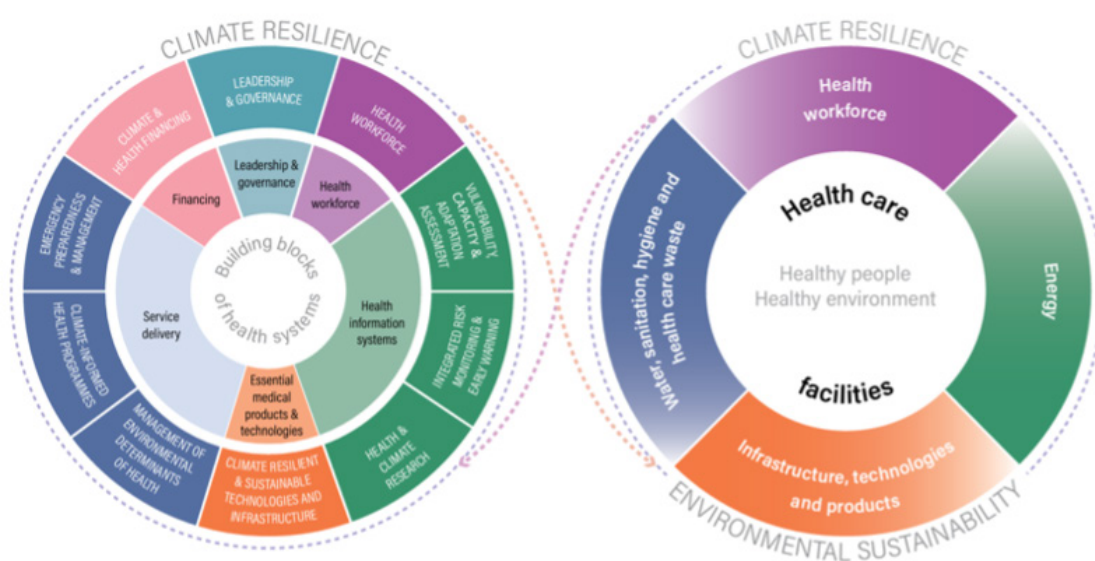 CLIMATE RESILIENCE
LEADERSHIP
& GOVERNANCE
HEALTH
WORKFORCE
VULNERABILITY,
CAPACITY &
ADAPTATION
ASSESSMENT
INTEGRATED RISK
MONITORING &
EARLY WARNING
HEALTH &
CLIMATE
RESEARCH
CLIMATE RESILIENT
& SUSTAINABLE
TECHNOLOGIES AND
INFRASTRUCTURE
MANAGEMENT OF
ENVIRONMENTAL
DETERMINANTS
OF HEALTH
CLIMATE-INFORMED
HEALTH PROGRAMMES
EMERGENCY
PREPAREDNESS
& MANAGEMENT
CLIMATE &
HEALTH FINANCING
Leadership &
governance
Health
workforce
Health
information
systems
Essential
medical
products &
technologies
Service
delivery
Financing
Building blocks
of health systems
CLIMATE RESILIENCE
Health
workforce
Energy
Infrastructure, technologies
and products
Water, sanitation, hygiene and
health care waste
Health care
Healthy people
Healthy environment
facilities
ENVIRONMENTAL SUSTAINABILITY